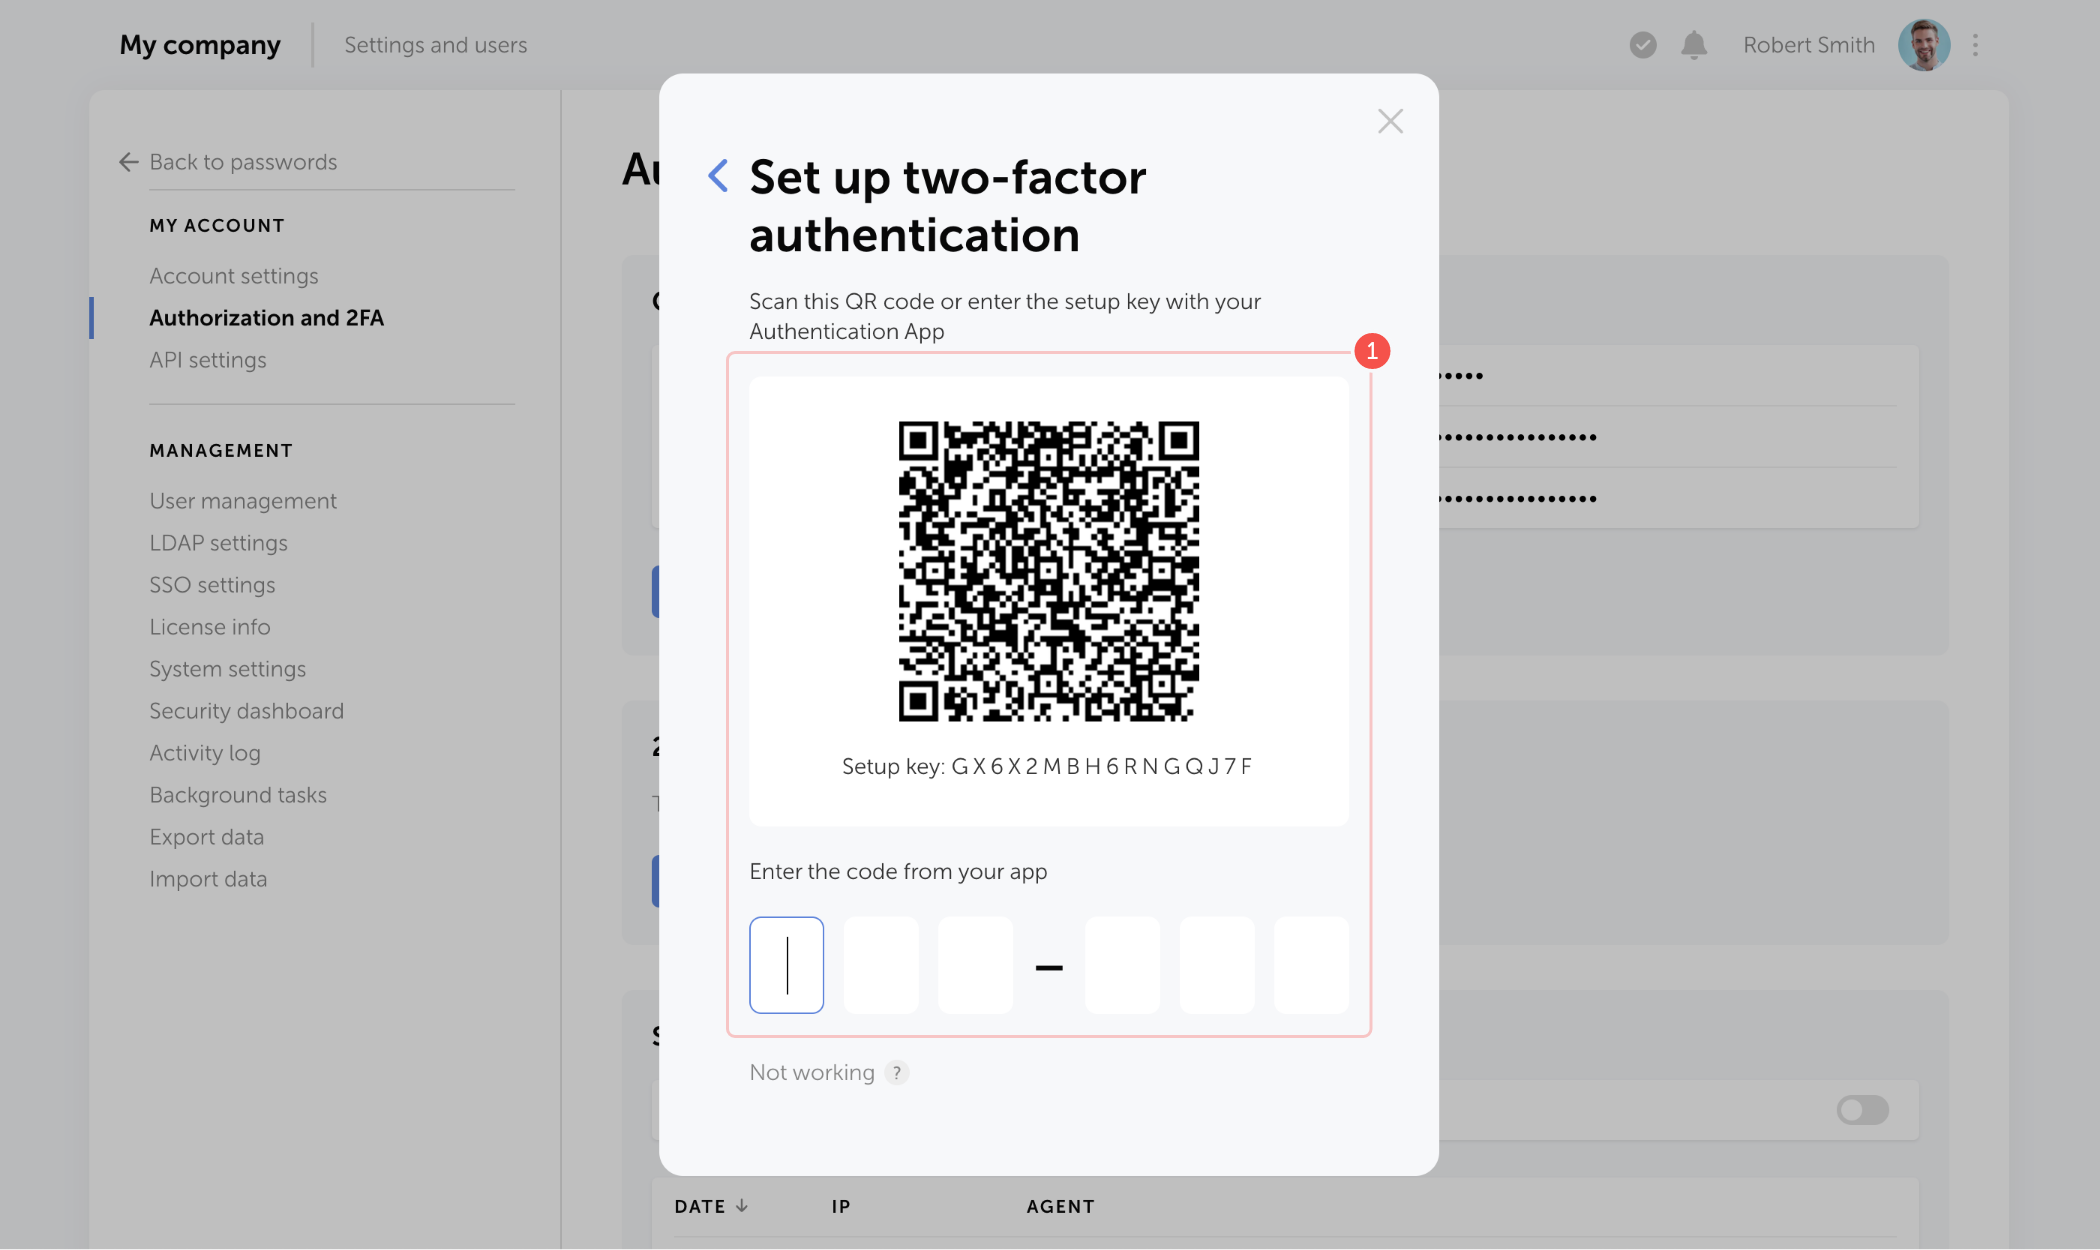 My company
Settings and users
Robert Smith
Back to passwords
MY ACCOUNT
Account settings
Authorization and 2FA
API settings
MANAGEMENT
User management
LDAP settings
SSO settings
License info
System settings
Security dashboard
Activity log
Background tasks
Export data
Import data
Set up two-factor
authentication
Scan this QR code or enter the setup key with your
Authentication App
1
Setup key: G X 6 X 2 M B H 6 R N G Q J 7 F
Enter the code from your app
–
Not working ?
DATE IP AGENT